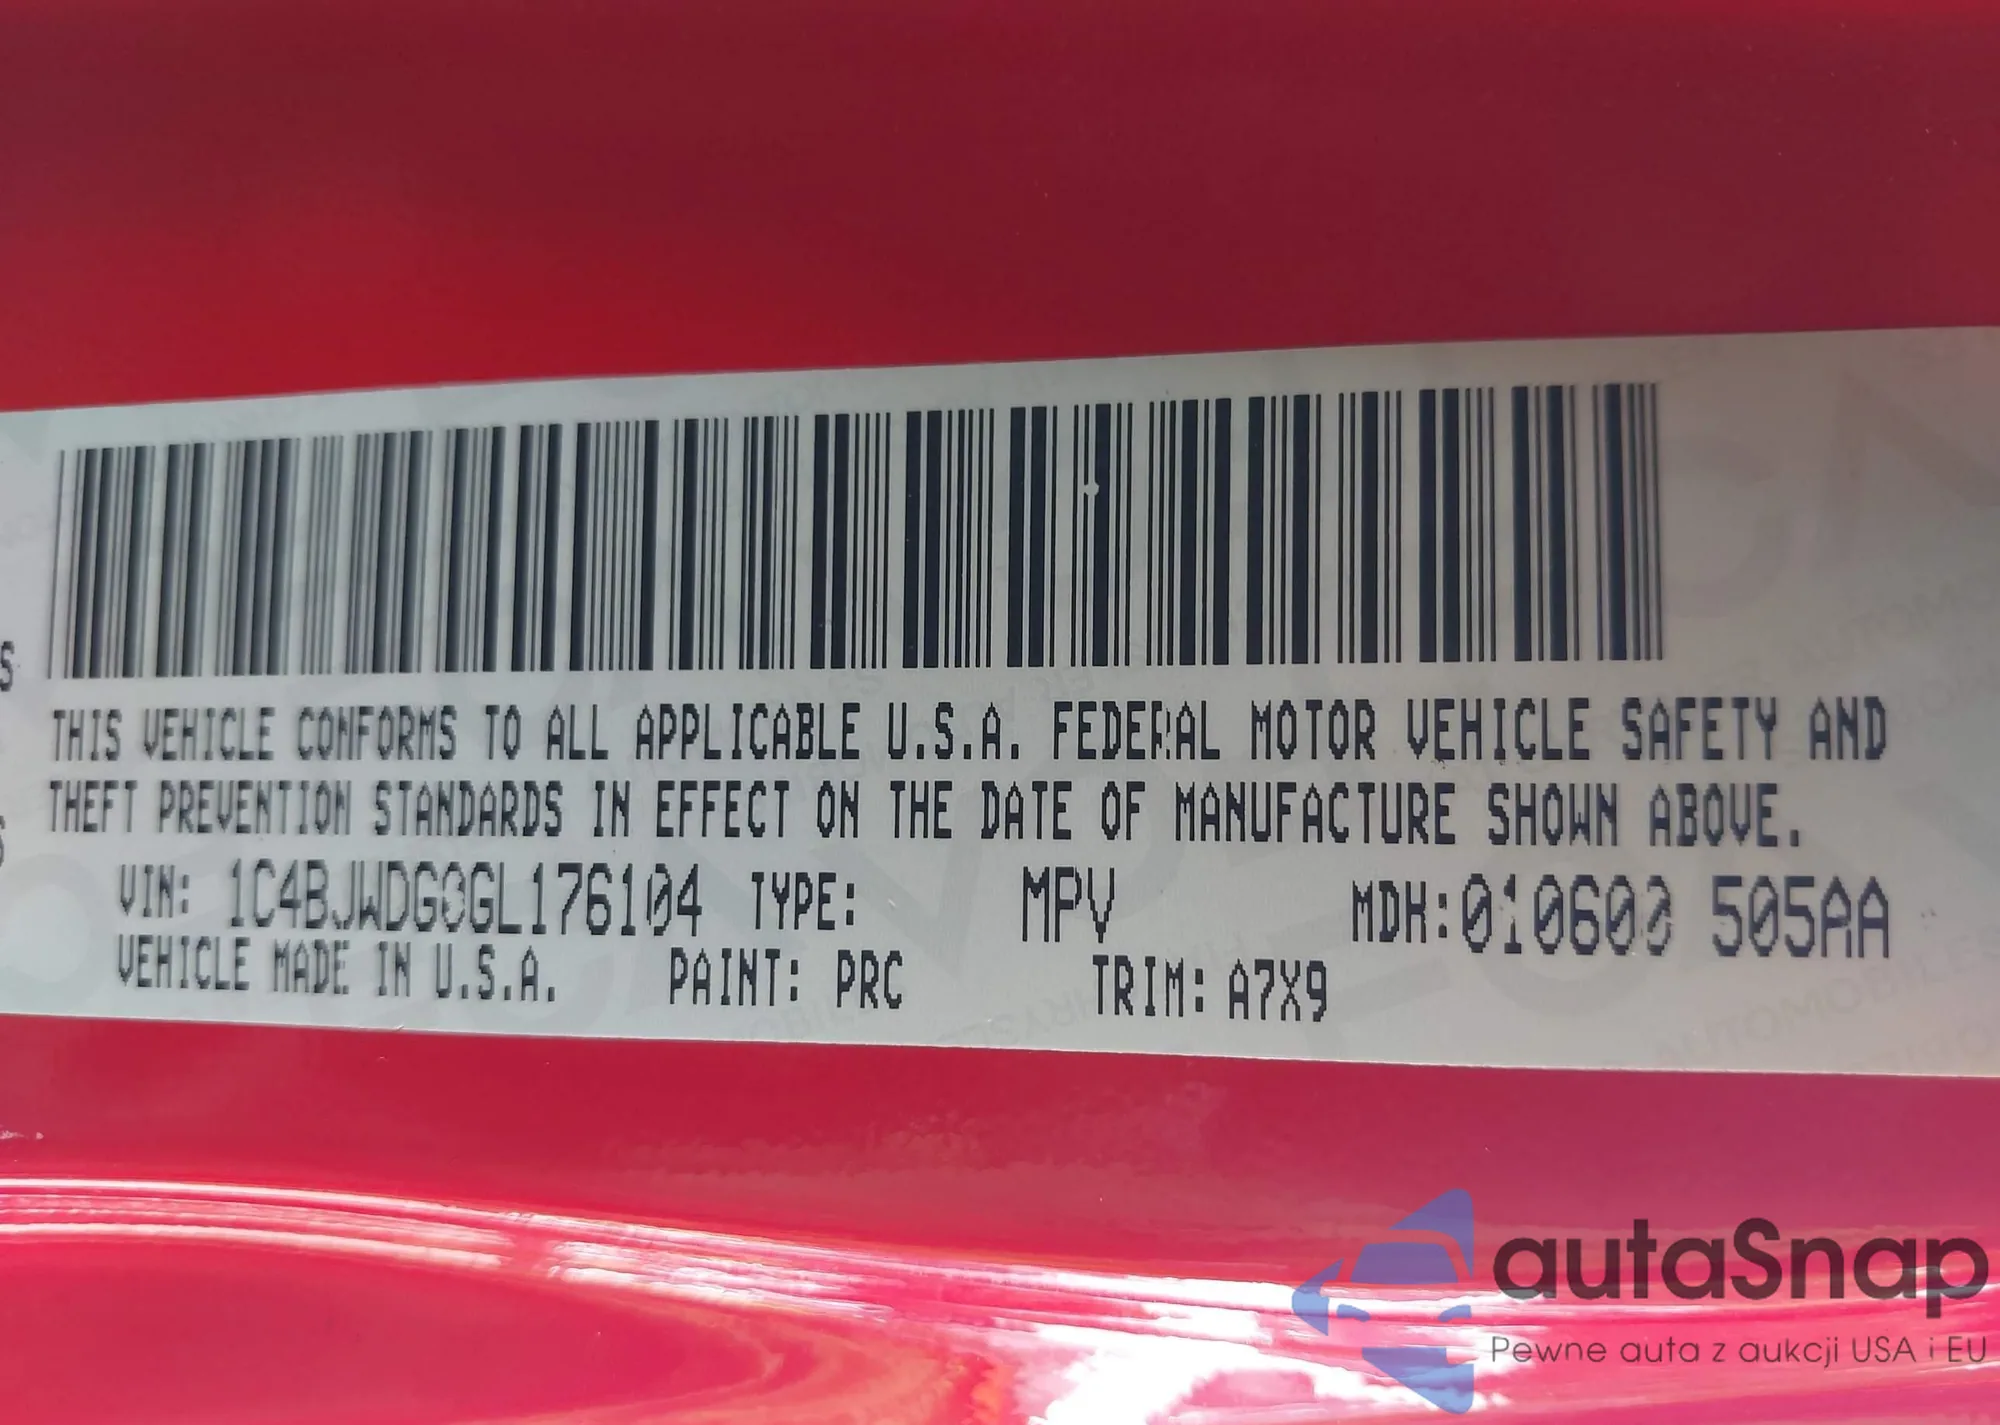 S
THIS VEHICLE CONFORMS TO ALL APPLICABLE U.S.A. FEDERAL MOTOR VEHICLE SAFETY AND
THEFT PREVENTION STANDARDS IN EFFECT ON THE DATE OF MANUFACTURE SHOWN ABOVE.
VIN: 1C4BJWDG0GL176104 TYPE: MPV MDH:010600 505AA
VEHICLE MADE IN U.S.A. PAINT: PRC TRIM: A7X9
autaSnap
Pewne auta z aukcji USA i EU